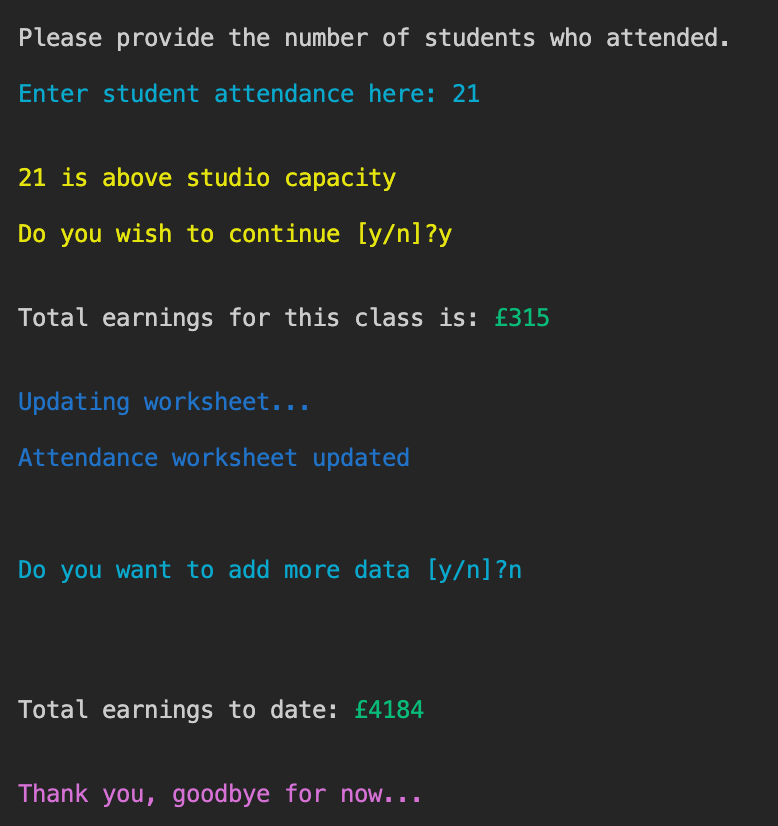 Please provide the number of students who attended.
Enter student attendance here: 21
21 is above studio capacity
Do you wish to continue [y/n]?y
Total earnings for this class is: £315
Updating worksheet...
Attendance worksheet updated
Do you want to add more data [y/n]?n
Total earnings to date: £4184
Thank you, goodbye for now...